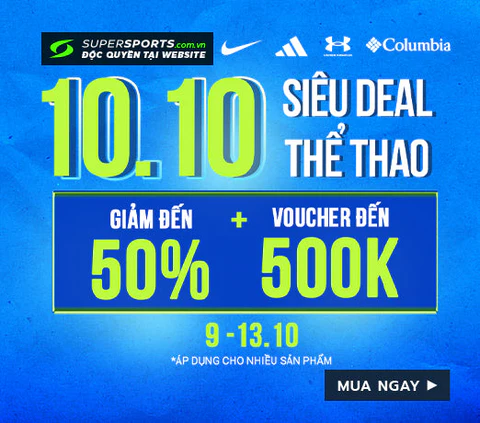 SUPERSPORTS.com.vn
ĐỘC QUYỀN TẠI WEBSITE
Columbia
10.10
SIÊU DEAL
THỂ THAO
GIẢM ĐẾN
50%
+
VOUCHER ĐẾN
500K
9 -13.10
*ÁP DỤNG CHO NHIỀU SẢN PHẨM
MUA NGAY ▶